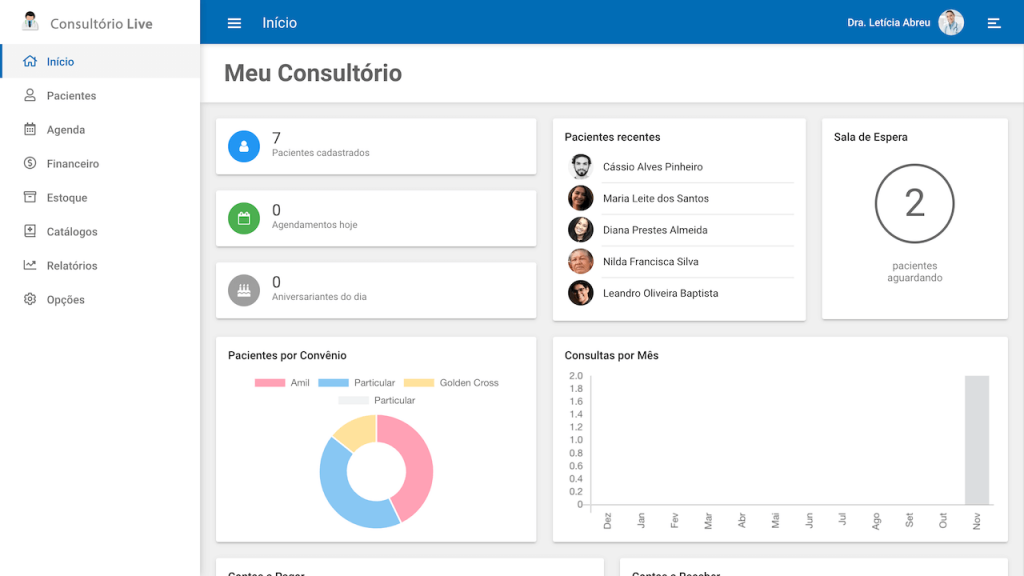 Consultório Live
Início
Dra. Letícia Abreu
Início
Pacientes
Agenda
Financeiro
Estoque
Catálogos
Relatórios
Opções
Meu Consultório
7
Pacientes cadastrados
0
Agendamentos hoje
0
Aniversariantes do dia
Pacientes recentes
Cássio Alves Pinheiro
Maria Leite dos Santos
Diana Prestes Almeida
Nilda Francisca Silva
Leandro Oliveira Baptista
Sala de Espera
2
pacientes
aguardando
Pacientes por Convênio
Amil Particular Golden Cross
Particular
Consultas por Mês
2.0
1.8
1.6
1.4
1.2
1.0
0.8
0.6
0.4
0.2
0
Dez Jan Fev Mar Abr Mai Jun Jul Ago Set Out Nov
Contas a Pagar
Contas a Receber